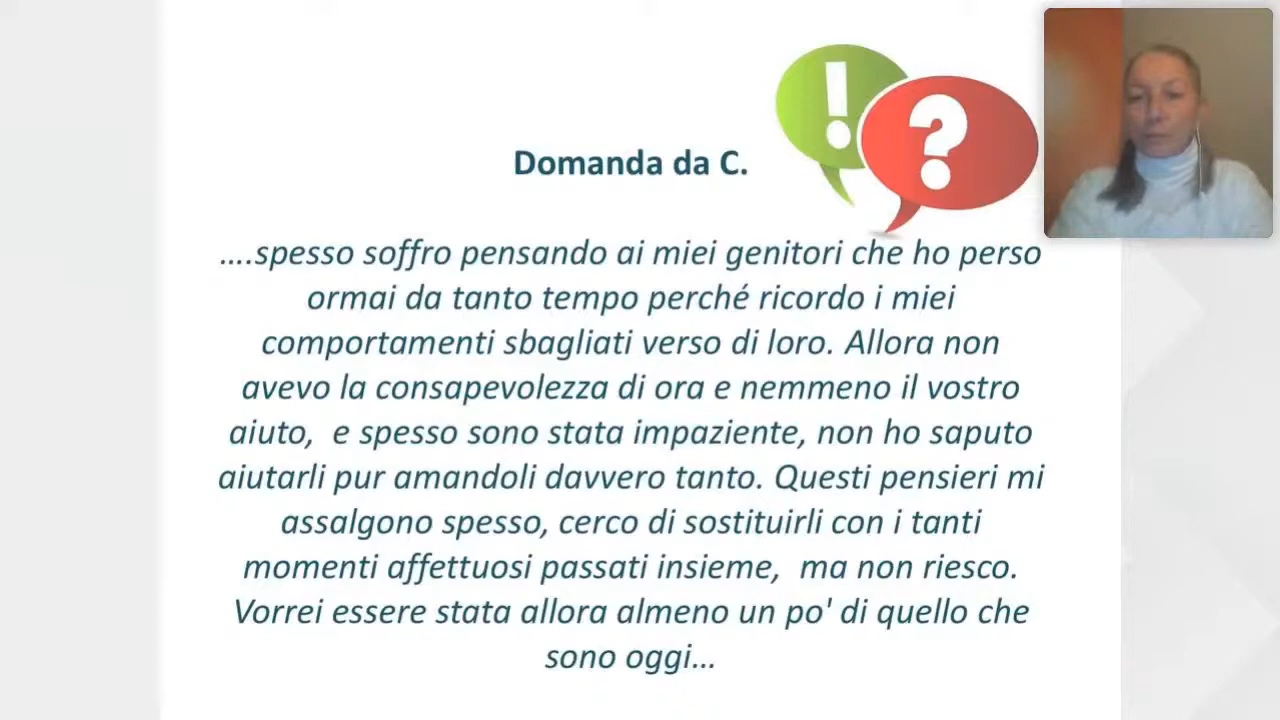 Domanda da C.
….spesso soffro pensando ai miei genitori che ho perso
ormai da tanto tempo perché ricordo i miei
comportamenti sbagliati verso di loro. Allora non
avevo la consapevolezza di ora e nemmeno il vostro
aiuto,  e spesso sono stata impaziente, non ho saputo
aiutarli pur amandoli davvero tanto. Questi pensieri mi
assalgono spesso, cerco di sostituirli con i tanti
momenti affettuosi passati insieme,  ma non riesco.
Vorrei essere stata allora almeno un po' di quello che
sono oggi…